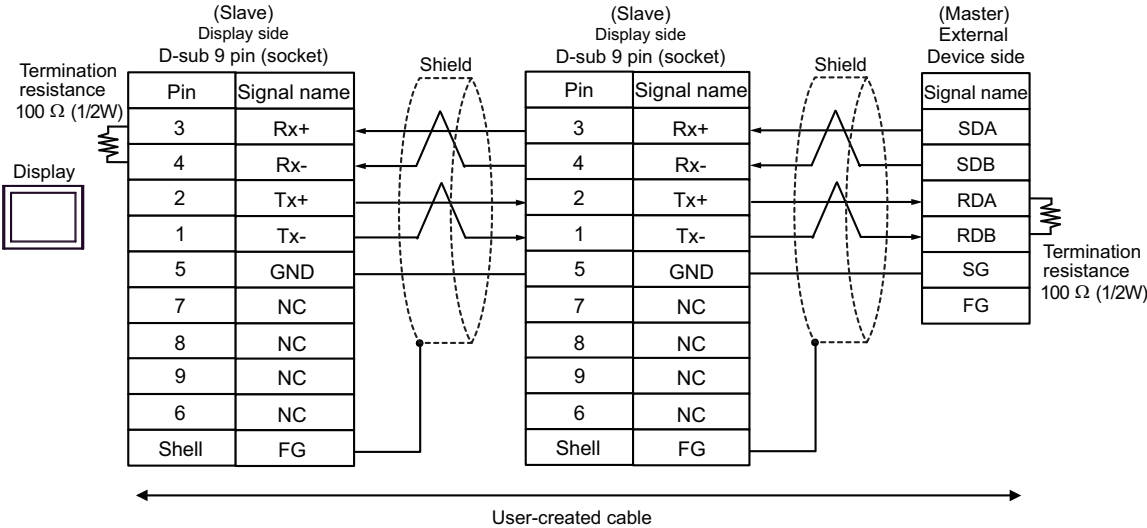 (Slave)
Display side
D-sub 9 pin (socket)
(Slave)
Display side
D-sub 9 pin (socket)
(Master)
External
Device side
Termination
resistance
100 Ω (1/2W)
Shield
Shield
Display
Pin Signal name
3 Rx+
4 Rx-
2 Tx+
1 Tx-
5 GND
7 NC
8 NC
9 NC
6 NC
Shell FG
Pin Signal name
3 Rx+
4 Rx-
2 Tx+
1 Tx-
5 GND
7 NC
8 NC
9 NC
6 NC
Shell FG
Signal name
SDA
SDB
RDA
RDB
SG
FG
Termination
resistance
100 Ω (1/2W)
User-created cable